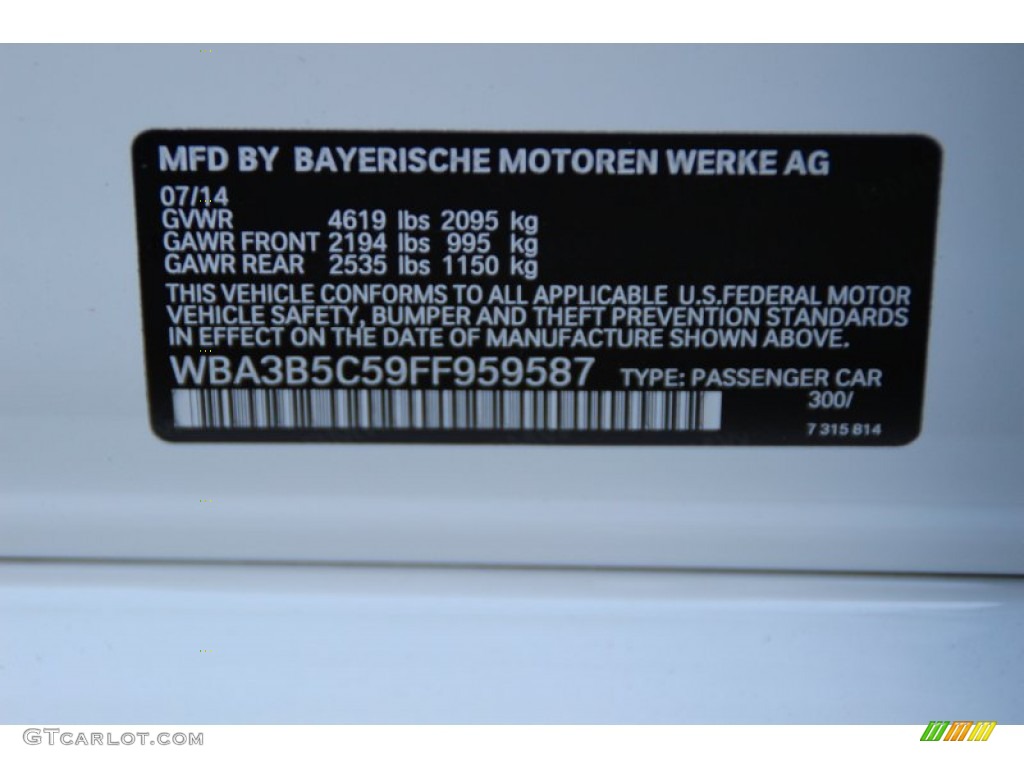 MFD BY BAYERISCHE MOTOREN WERKE AG
07/14
GVWR 4619 lbs 2095 kg
GAWR FRONT 2194 lbs 995 kg
GAWR REAR 2535 lbs 1150 kg
THIS VEHICLE CONFORMS TO ALL APPLICABLE U.S.FEDERAL MOTOR
VEHICLE SAFETY, BUMPER AND THEFT PREVENTION STANDARDS
IN EFFECT ON THE DATE OF MANUFACTURE SHOWN ABOVE.
WBA3B5C59FF959587 TYPE: PASSENGER CAR
300/
7 315 814
GTCARLOT.COM